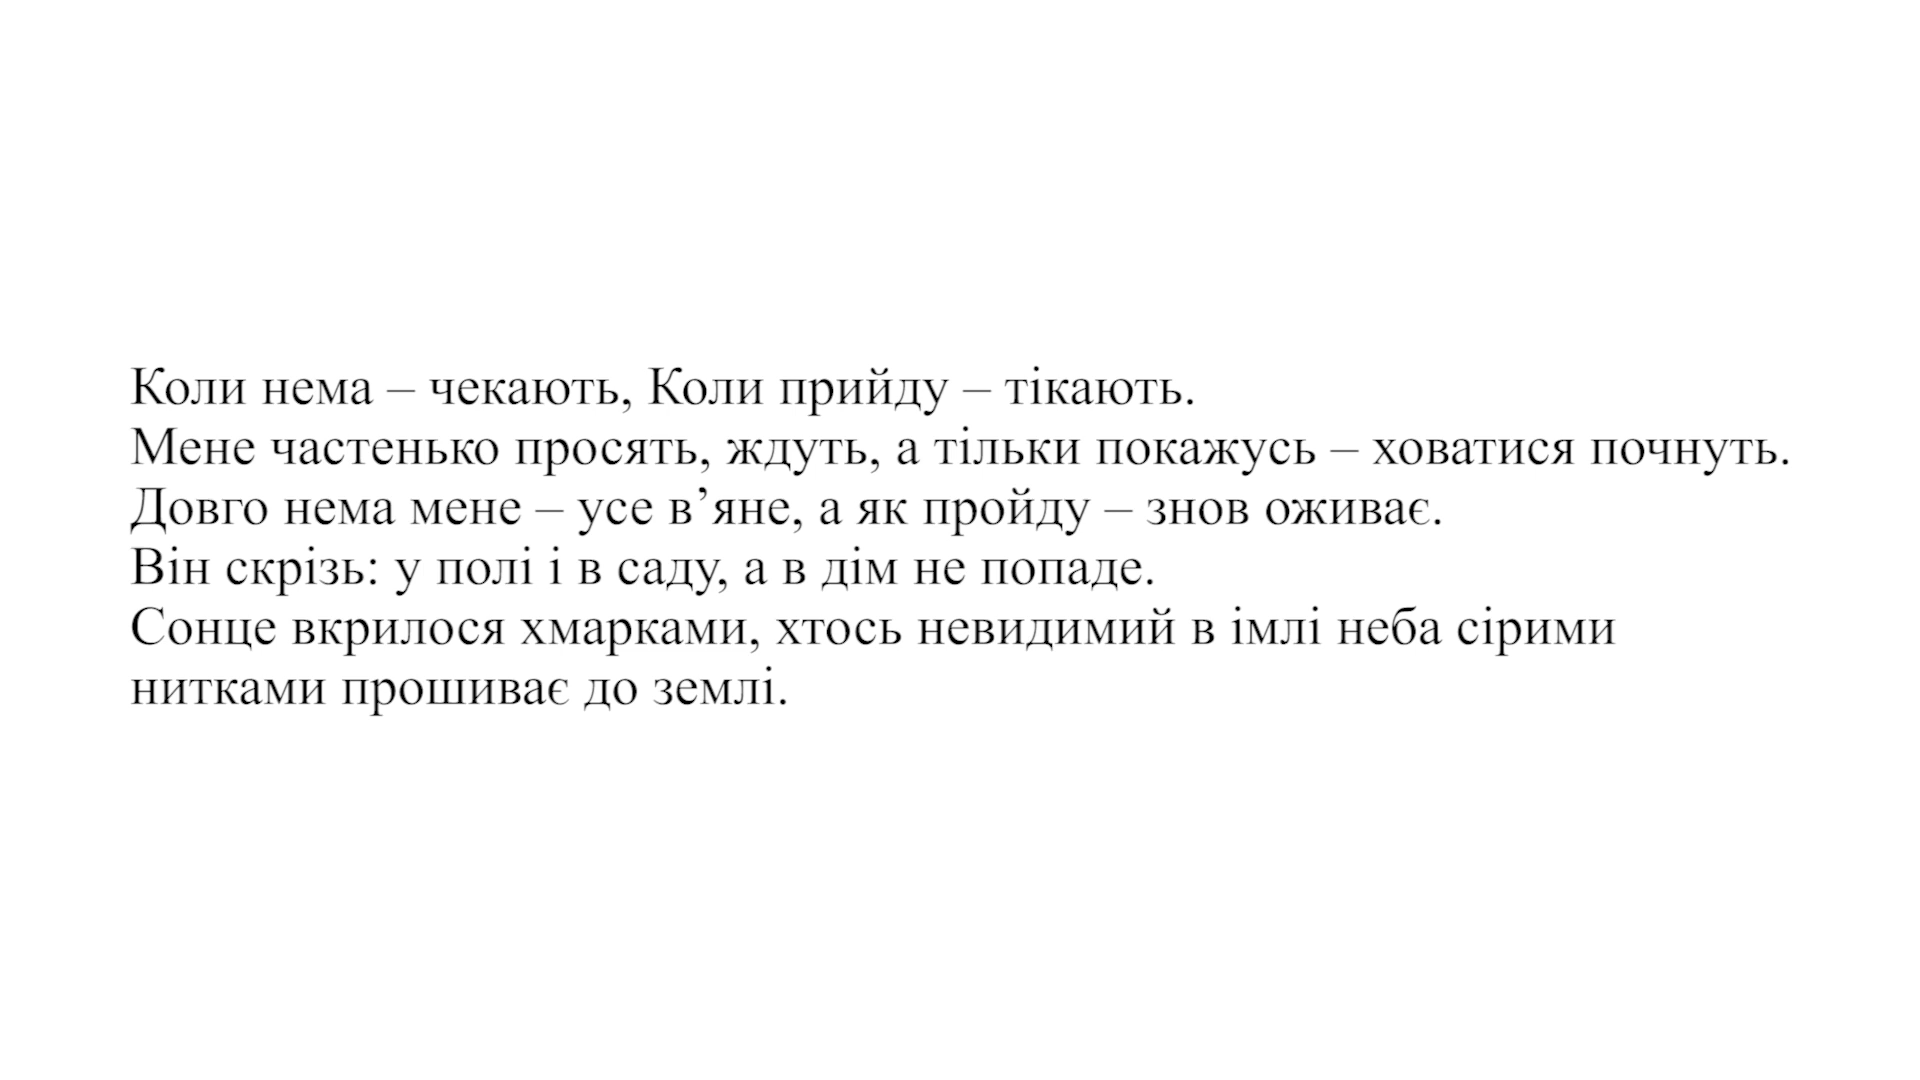 Коли нема – чекають, Коли прийду – тікають.
Мене частенько просять, ждуть, а тільки покажусь – ховатися почнуть.
Довго нема мене – усе в’яне, а як пройду – знов оживає.
Він скрізь: у полі і в саду, а в дім не попаде.
Сонце вкрилося хмарками, хтось невидимий в імлі неба сірими
нитками прошиває до землі.